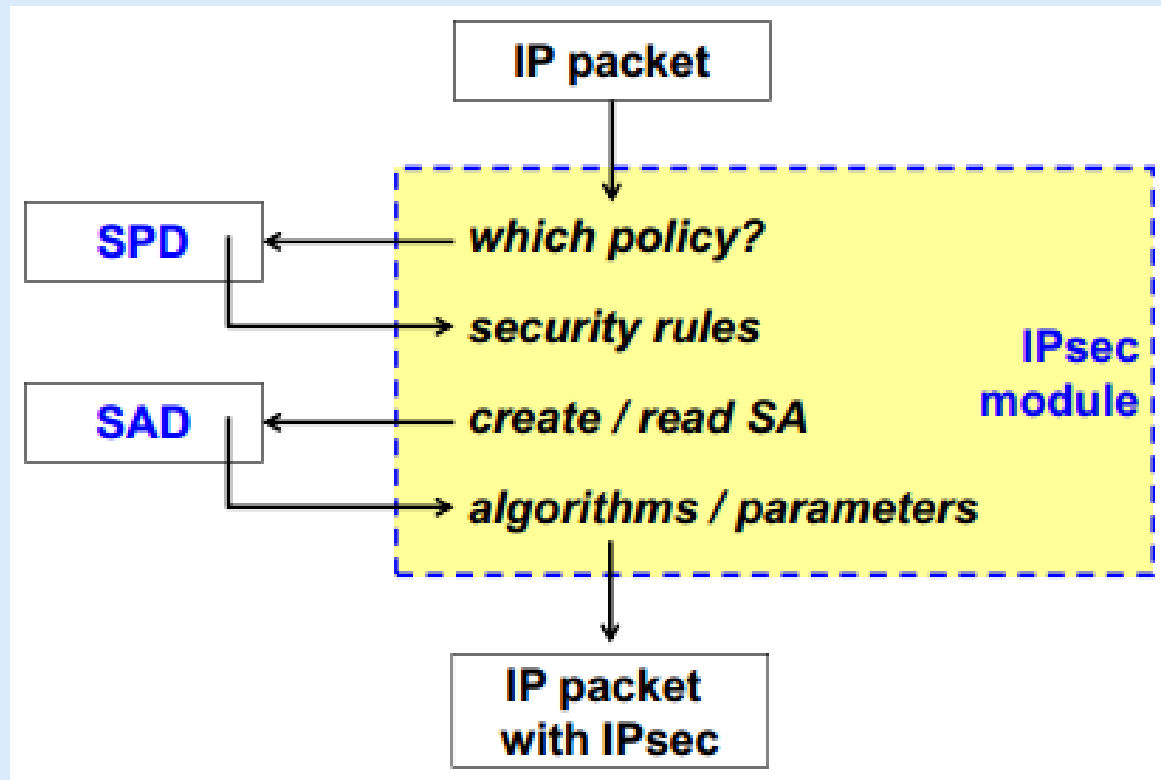 IP packet
SPD
which policy?
security rules
IPsec
module
SAD
create / read SA
algorithms / parameters
IP packet
with IPsec